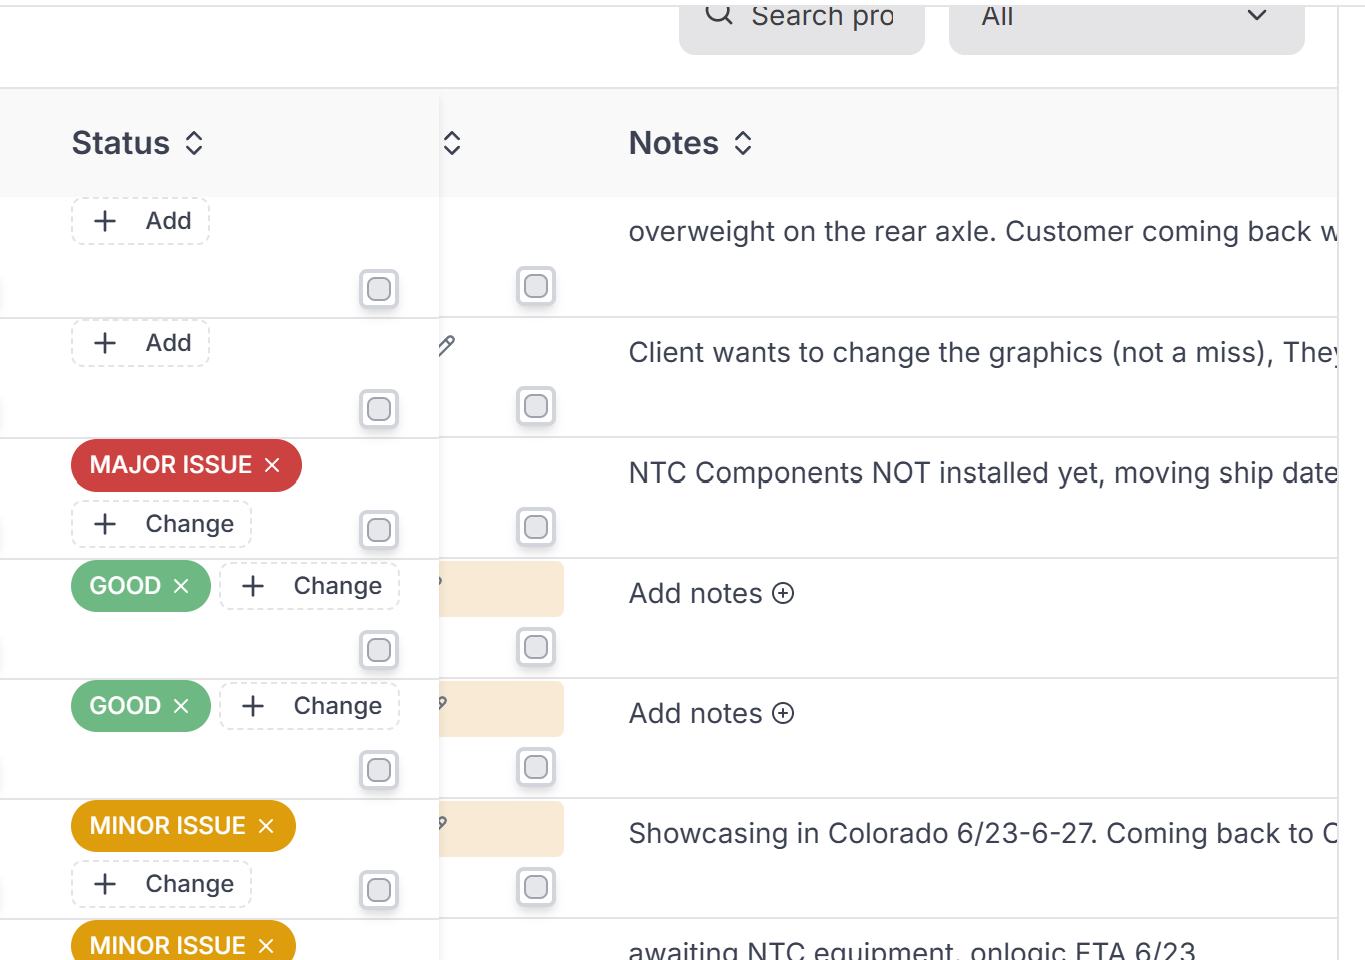 Search pro
All
Status
Notes
Add
overweight on the rear axle. Customer coming back w
Add
Client wants to change the graphics (not a miss), They
MAJOR ISSUE ×
NTC Components NOT installed yet, moving ship date
+ Change
GOOD × + Change
Add notes
GOOD × + Change
Add notes
MINOR ISSUE ×
Showcasing in Colorado 6/23-6-27. Coming back to C
+ Change
MINOR ISSUE ×
awaiting NTC equipment, onlogic ETA 6/23